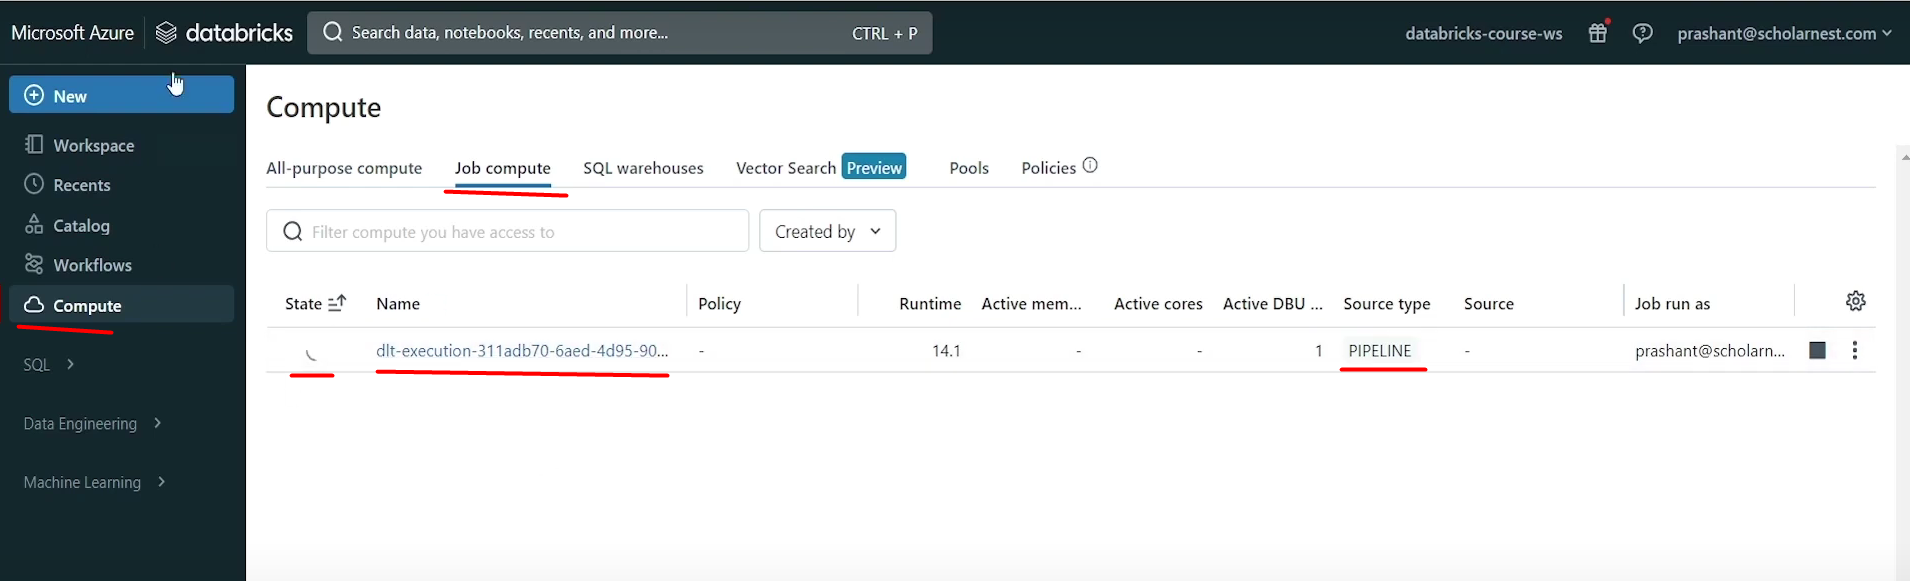 Microsoft Azure databricks Search data, notebooks, recents, and more... CTRL + P databricks-course-ws prashant@scholarnest.com
New
Workspace
Recents
Catalog
Workflows
Compute
SQL
Data Engineering
Machine Learning
Compute
All-purpose compute Job compute SQL warehouses Vector Search Preview Pools Policies
Filter compute you have access to Created by
State Name Policy Runtime Active mem... Active cores Active DBU ... Source type Source Job run as
dlt-execution-311adb70-6aed-4d95-90... - 14.1 - - 1 PIPELINE - prashant@scholarn...